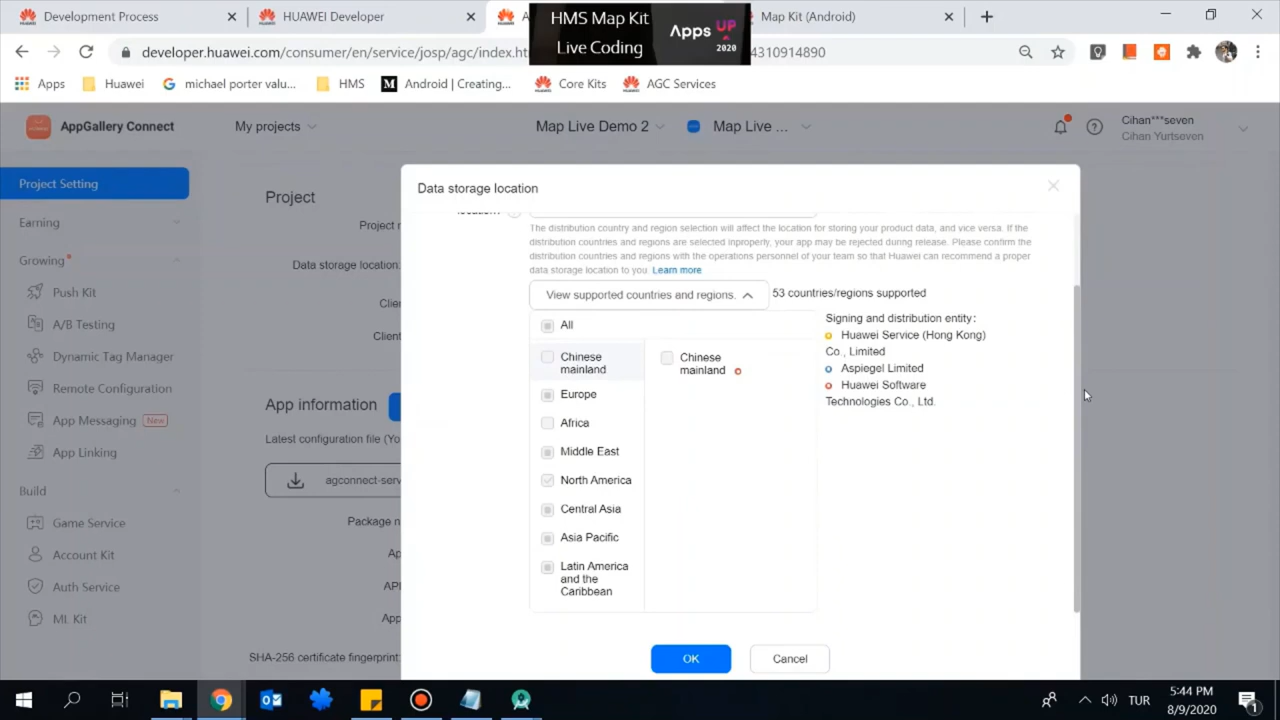 Development Process
HUAWEI Developer
HMS Map Kit
Live Coding
Apps UP
2020
Map Kit (Android)
developer.huawei.com/consumer/en/service/josp/agc/index.ht
4310914890
Apps
Huawei
michael porter valu...
HMS
Android | Creating...
Core Kits
AGC Services
AppGallery Connect
My projects
Map Live Demo 2
Map Live ...
Cihan***seven
Cihan Yurtseven
Project Setting
Earning
Growing
Push Kit
A/B Testing
Dynamic Tag Manager
Remote Configuration
App Messaging New
App Linking
Build
Game Service
Account Kit
Auth Service
ML Kit
Project
Project n
Data storage location:
Clien
Client
App information
Latest configuration file (Yo
agconnect-serv
Package n
Ap
API
App
SHA-256 certificate fingerprint:
Data storage location
location:
The distribution country and region selection will affect the location for storing your product data, and vice versa. If the
distribution countries and regions are selected inproperly, your app may be rejected during release. Please confirm the
distribution countries and regions with the operations personnel of your team so that Huawei can recommend a proper
data storage location to you Learn more
View supported countries and regions.
53 countries/regions supported
All
Chinese
mainland
Europe
Africa
Middle East
North America
Central Asia
Asia Pacific
Latin America
and the
Caribbean
Chinese
mainland
Signing and distribution entity:
Huawei Service (Hong Kong)
Co., Limited
Aspiegel Limited
Huawei Software
Technologies Co., Ltd.
OK
Cancel
TUR
5:44 PM
8/9/2020
1